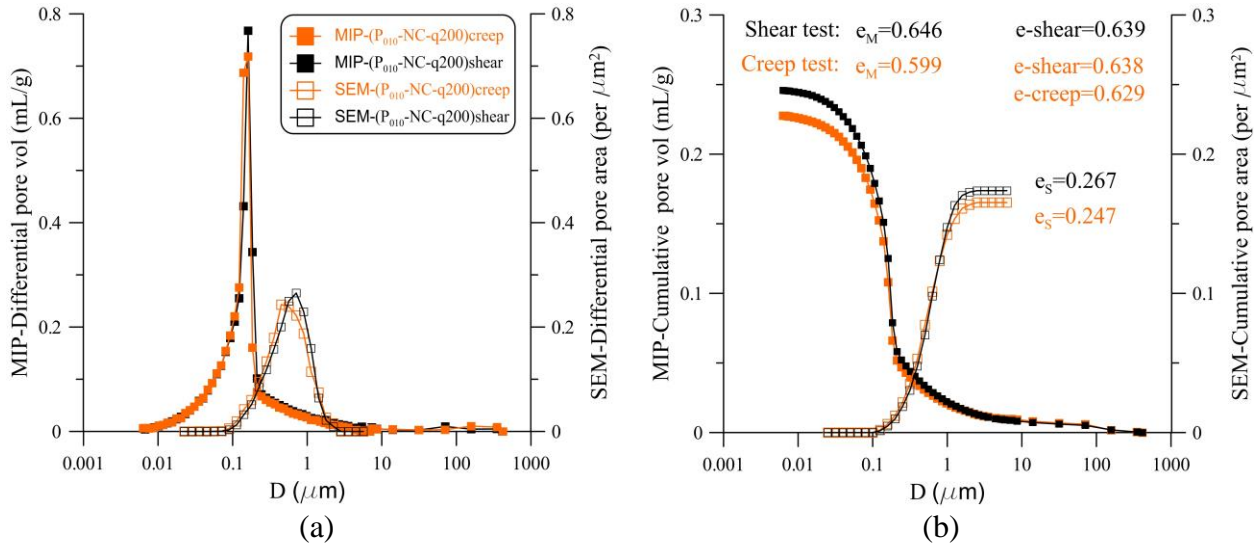 MIP-(P₀₁₀-NC-q200)creep
MIP-(P₀₁₀-NC-q200)shear
SEM-(P₀₁₀-NC-q200)creep
SEM-(P₀₁₀-NC-q200)shear
MIP-Differential pore vol (mL/g)
0.8
0.6
0.4
0.2
0
SEM-Differential pore area (per μm²)
0.8
0.6
0.4
0.2
0
0.001 0.01 0.1 1 10 100 1000
D (μm)
(a)
Shear test: e_M=0.646 e-shear=0.639
Creep test: e_M=0.599 e-shear=0.638
e-creep=0.629
e_S=0.267
e_S=0.247
MIP-Cumulative pore vol (mL/g)
0.3
0.2
0.1
0
SEM-Cumulative pore area (per μm²)
0.3
0.2
0.1
0
0.001 0.01 0.1 1 10 100 1000
D (μm)
(b)